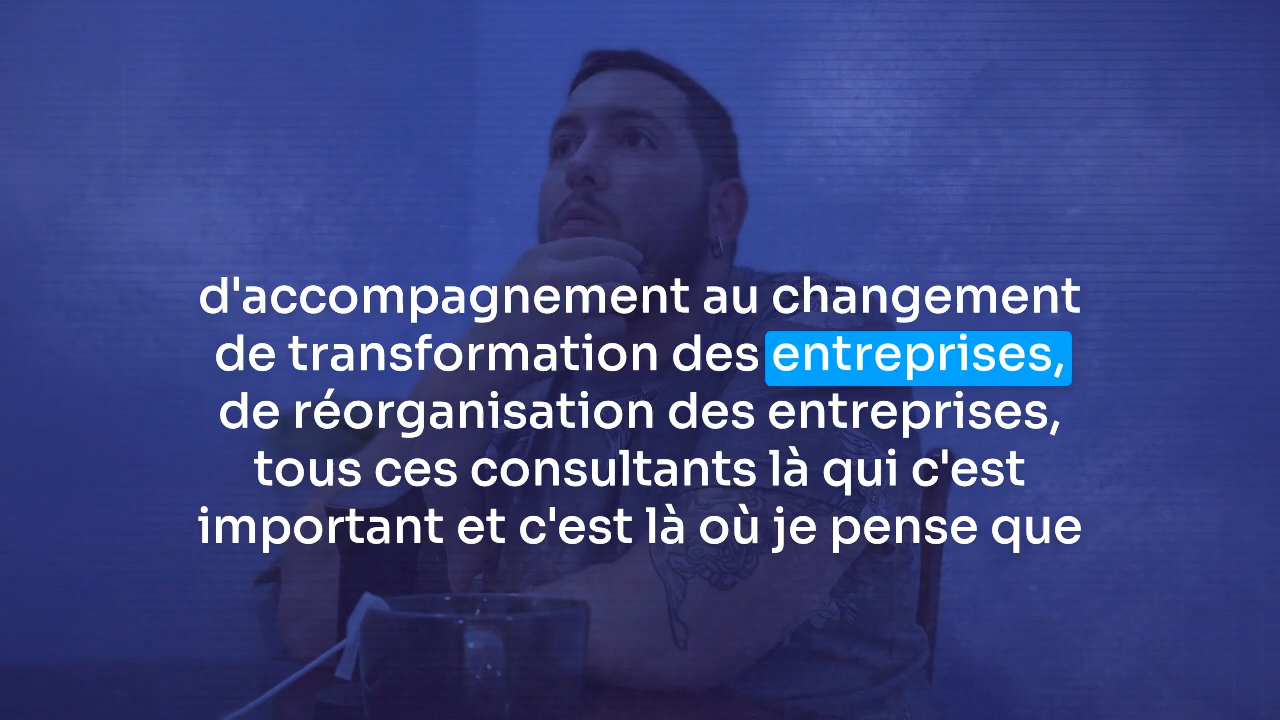 d'accompagnement au changement
de transformation des entreprises,
de réorganisation des entreprises,
tous ces consultants là qui c'est
important et c'est là où je pense que